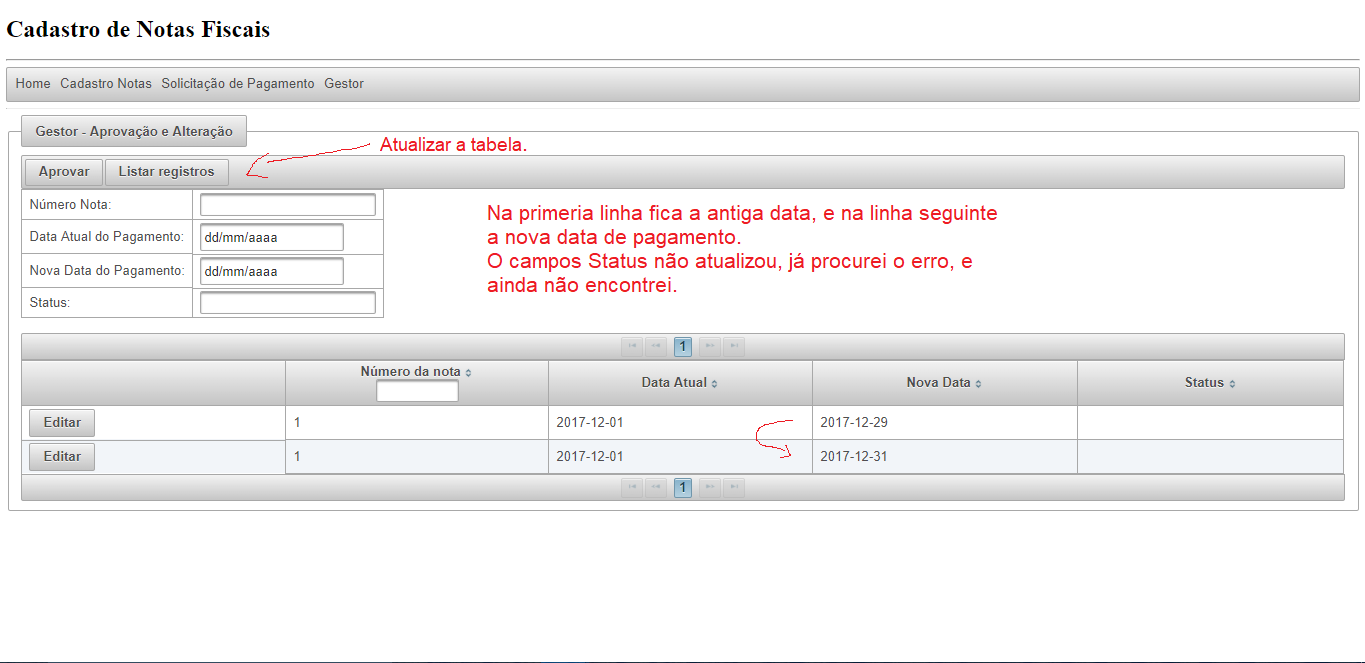 Cadastro de Notas Fiscais
Home Cadastro Notas Solicitação de Pagamento Gestor
Gestor - Aprovação e Alteração
Atualizar a tabela.
Aprovar Listar registros
Número Nota:
Data Atual do Pagamento: dd/mm/aaaa
Nova Data do Pagamento: dd/mm/aaaa
Status:
Na primeria linha fica a antiga data, e na linha seguinte
a nova data de pagamento.
O campos Status não atualizou, já procurei o erro, e
ainda não encontrei.
1
Número da nota Data Atual Nova Data Status
Editar 1 2017-12-01 2017-12-29
Editar 1 2017-12-01 2017-12-31
1